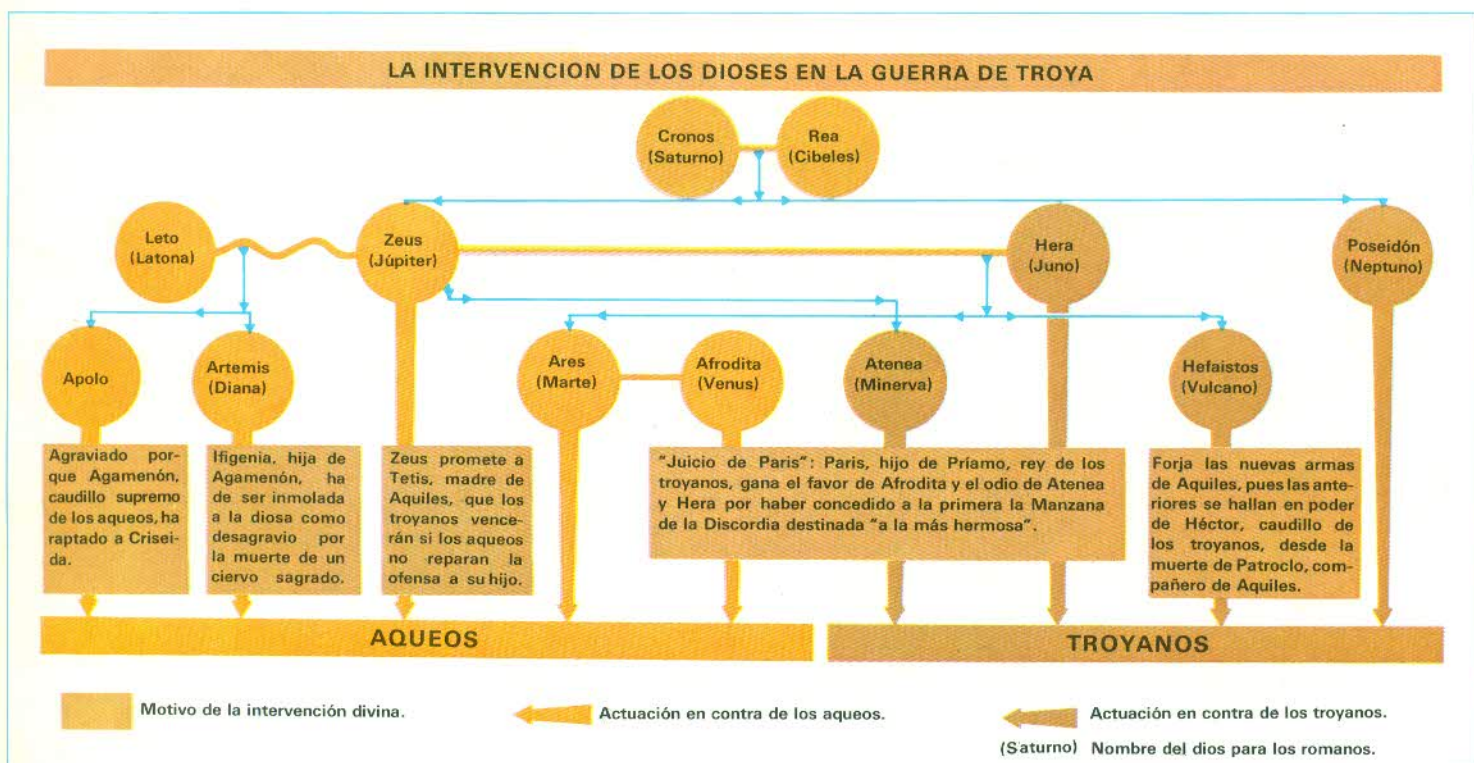 LA INTERVENCION DE LOS DIOSES EN LA GUERRA DE TROYA
Cronos
(Saturno)
Rea
(Cibeles)
Leto
(Latona)
Zeus
(Júpiter)
Hera
(Juno)
Poseidón
(Neptuno)
Apolo
Artemis
(Diana)
Ares
(Marte)
Afrodita
(Venus)
Atenea
(Minerva)
Hefaistos
(Vulcano)
Agraviado por-
que Agamenón,
caudillo supremo
de los aqueos, ha
raptado a Crisei-
da.
Ifigenia, hija de
Agamenón, ha
de ser inmolada
a la diosa como
desagravio por
la muerte de un
ciervo sagrado.
Zeus promete a
Tetis, madre de
Aquiles, que los
troyanos vence-
rán si los aqueos
no reparan la
ofensa a su hijo.
"Juicio de Paris": Paris, hijo de Príamo, rey de los
troyanos, gana el favor de Afrodita y el odio de Atenea
y Hera por haber concedido a la primera la Manzana
de la Discordia destinada "a la más hermosa".
Forja las nuevas armas
de Aquiles, pues las ante-
riores se hallan en poder
de Héctor, caudillo de
los troyanos, desde la
muerte de Patroclo, com-
pañero de Aquiles.
AQUEOS
TROYANOS
Motivo de la intervención divina.
Actuación en contra de los aqueos.
Actuación en contra de los troyanos.
(Saturno) Nombre del dios para los romanos.